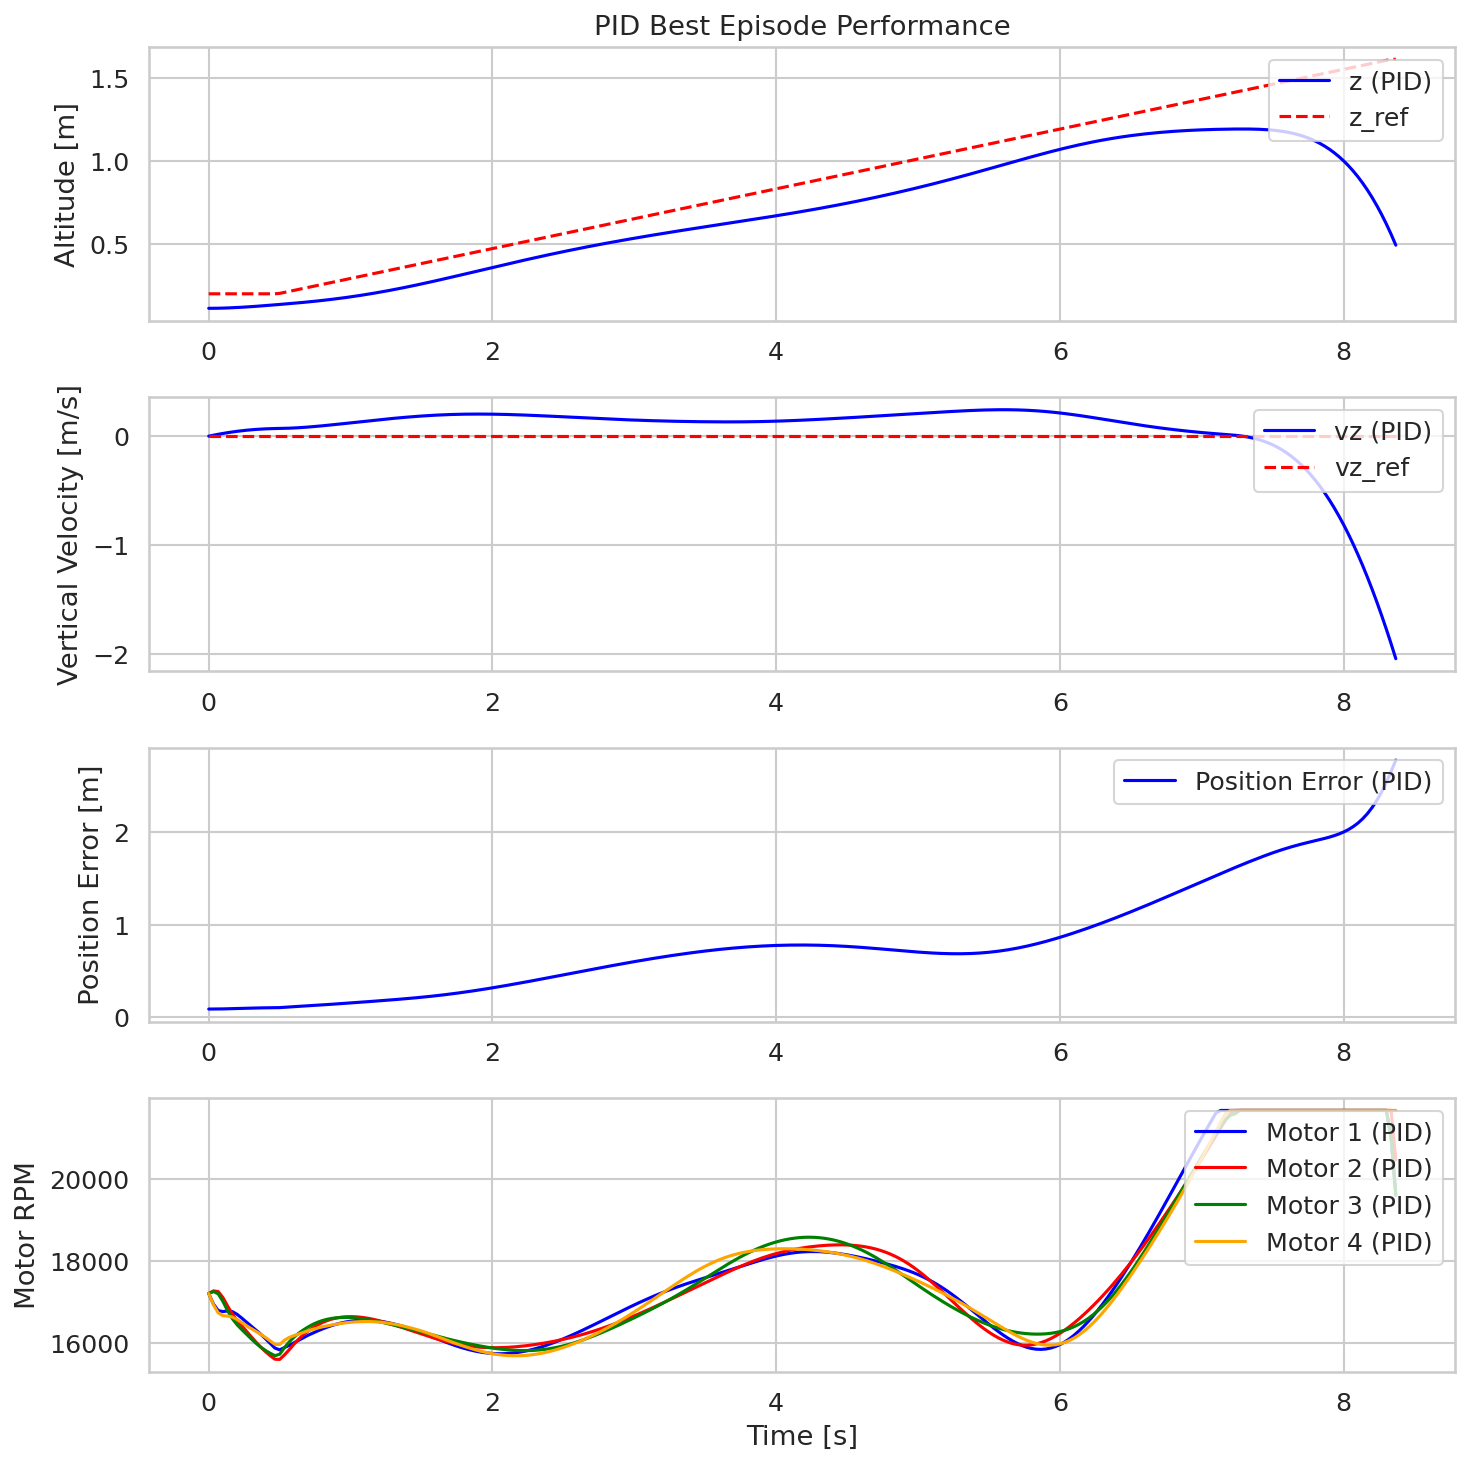 PID Best Episode Performance
Altitude [m]
1.5
1.0
0.5
z (PID)
z_ref
0 2 4 6 8
Vertical Velocity [m/s]
0
−1
−2
vz (PID)
vz_ref
0 2 4 6 8
Position Error [m]
2
1
0
Position Error (PID)
0 2 4 6 8
Motor RPM
20000
18000
16000
Motor 1 (PID)
Motor 2 (PID)
Motor 3 (PID)
Motor 4 (PID)
0 2 4 6 8
Time [s]